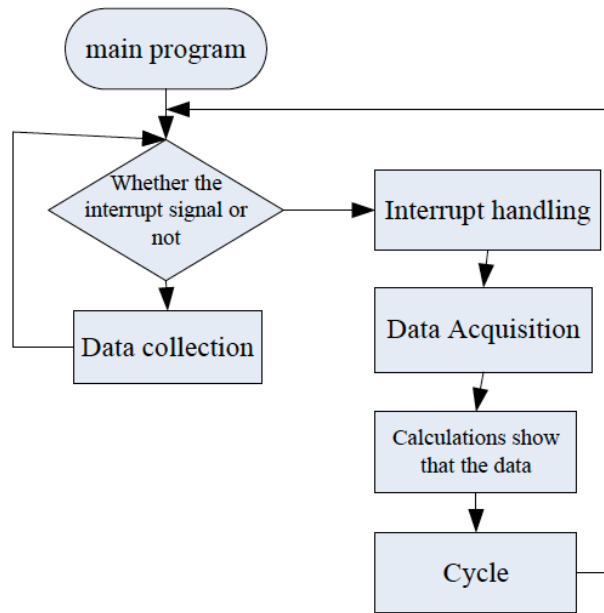 main program
Whether the
interrupt signal or
not
Interrupt handling
Data collection
Data Acquisition
Calculations show
that the data
Cycle